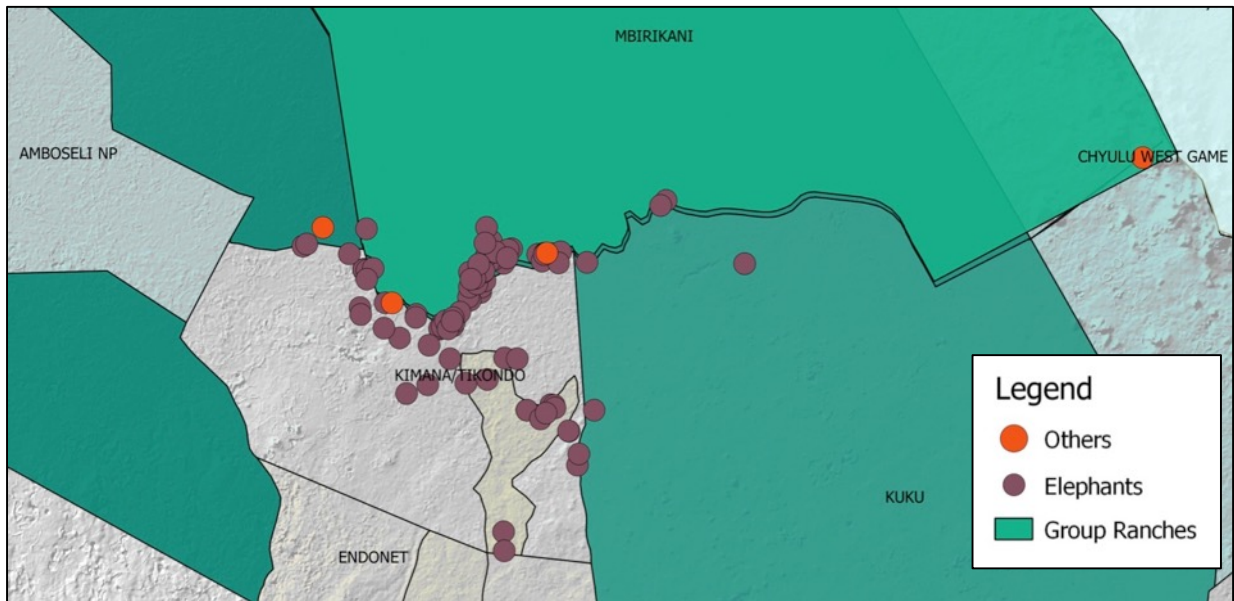 MBIRIKANI
AMBOSELI NP
CHYULU WEST GAME
KIMANA/TIKONDO
KUKU
ENDONET
Legend
Others
Elephants
Group Ranches